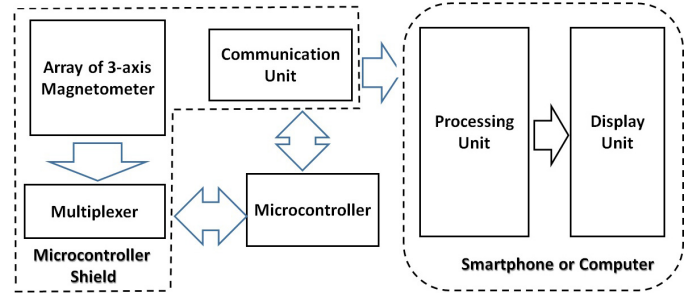 Array of 3-axis
Magnetometer
Communication
Unit
Processing
Unit
Display
Unit
Multiplexer
Microcontroller
Microcontroller
Shield
Smartphone or Computer